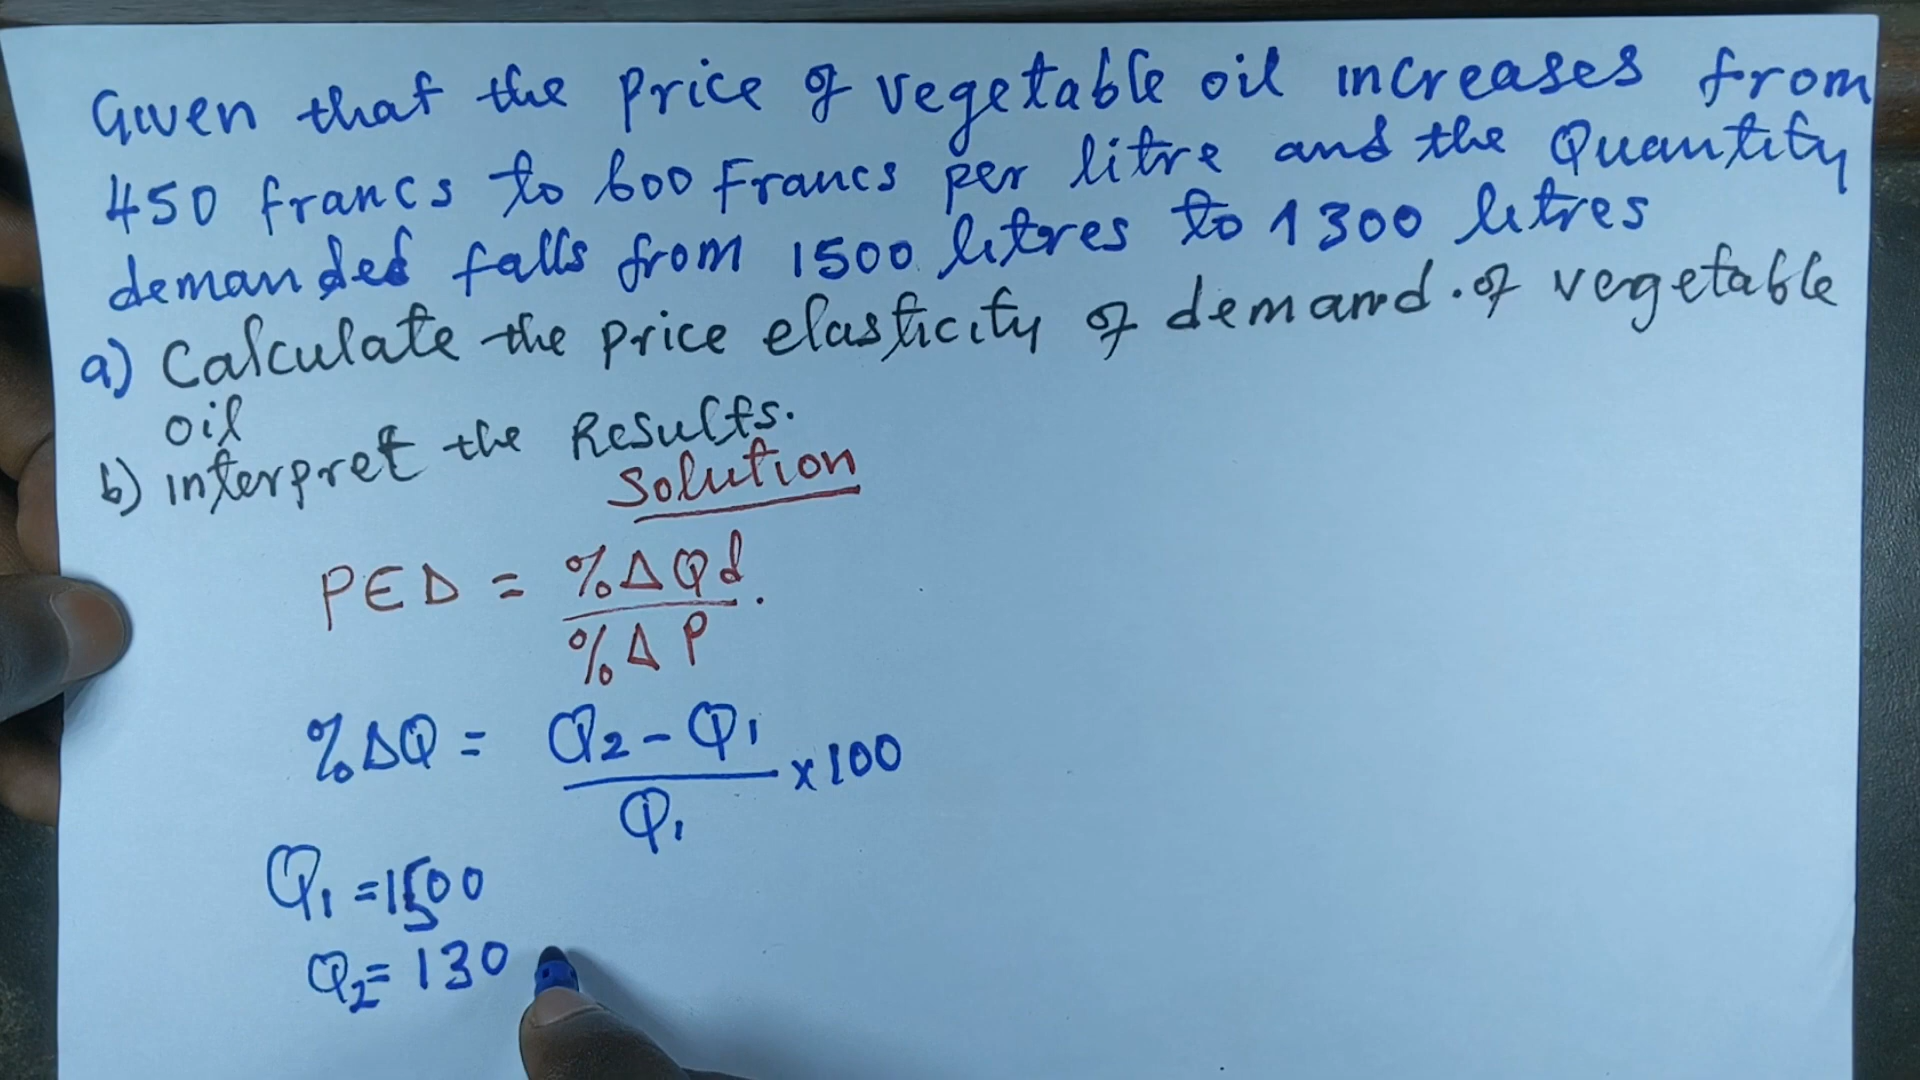 Given that the price of vegetable oil increases from
450 francs to 600 Francs per litre and the Quantity
demanded falls from 1500 litres to 1300 litres
a) Calculate the price elasticity of demand. of vegetable
oil
b) interpret the Results.
Solution
PED = %ΔQd
%ΔP
%ΔQ = Q2 - Q1
Q1 x 100
Q1 = 1500
Q2 = 130